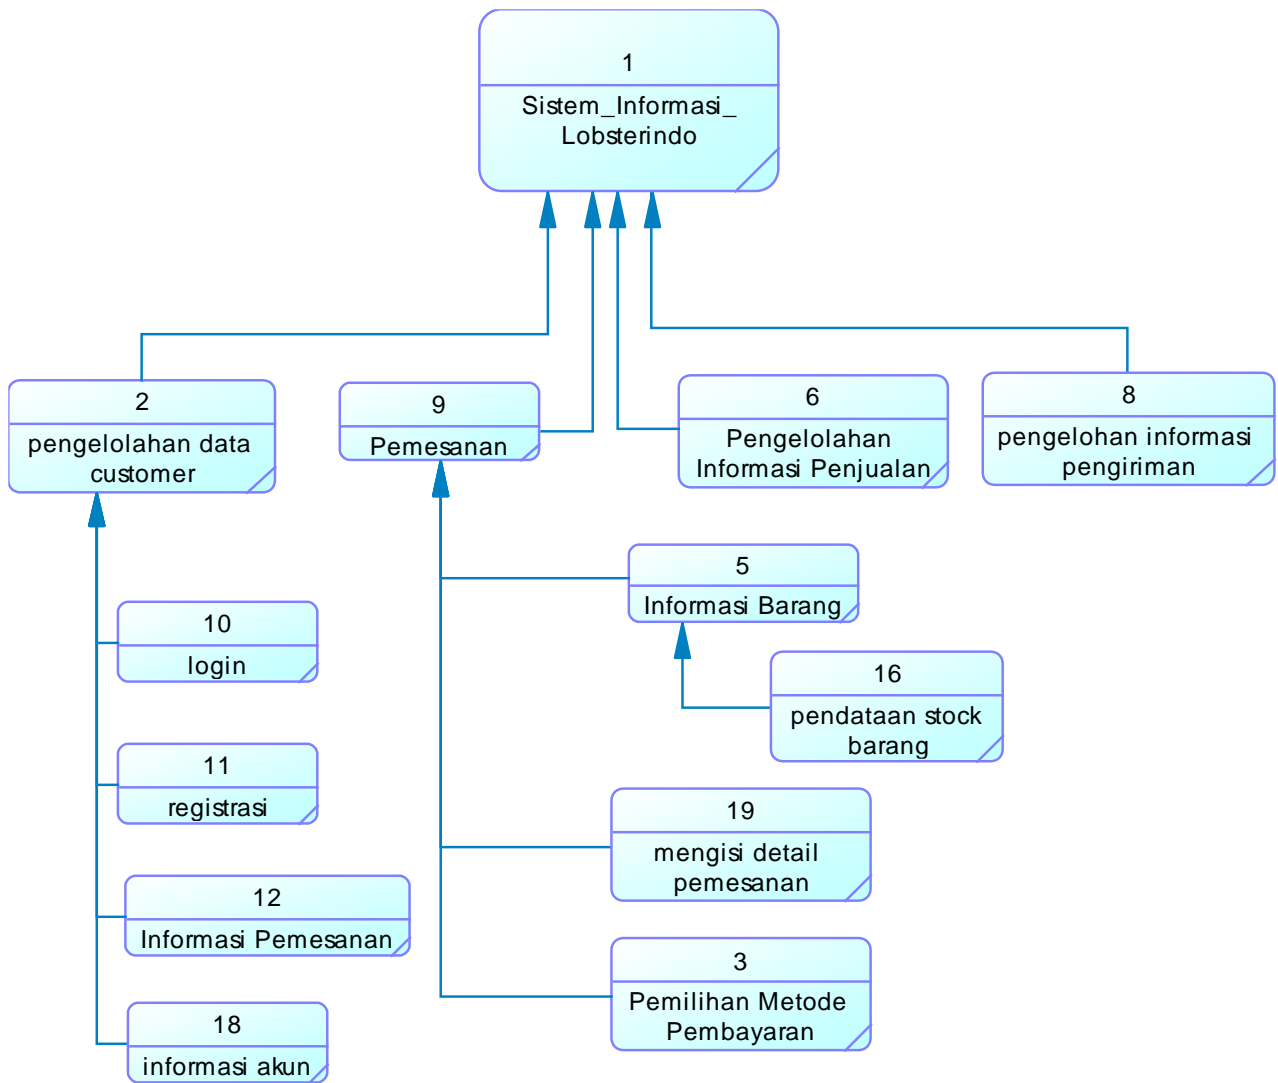 1
Sistem_Informasi_
Lobsterindo
2
pengelolahan data
customer
9
Pemesanan
6
Pengelolahan
Informasi Penjualan
8
pengelohan informasi
pengiriman
10
login
11
registrasi
12
Informasi Pemesanan
18
informasi akun
5
Informasi Barang
16
pendataan stock
barang
19
mengisi detail
pemesanan
3
Pemilihan Metode
Pembayaran